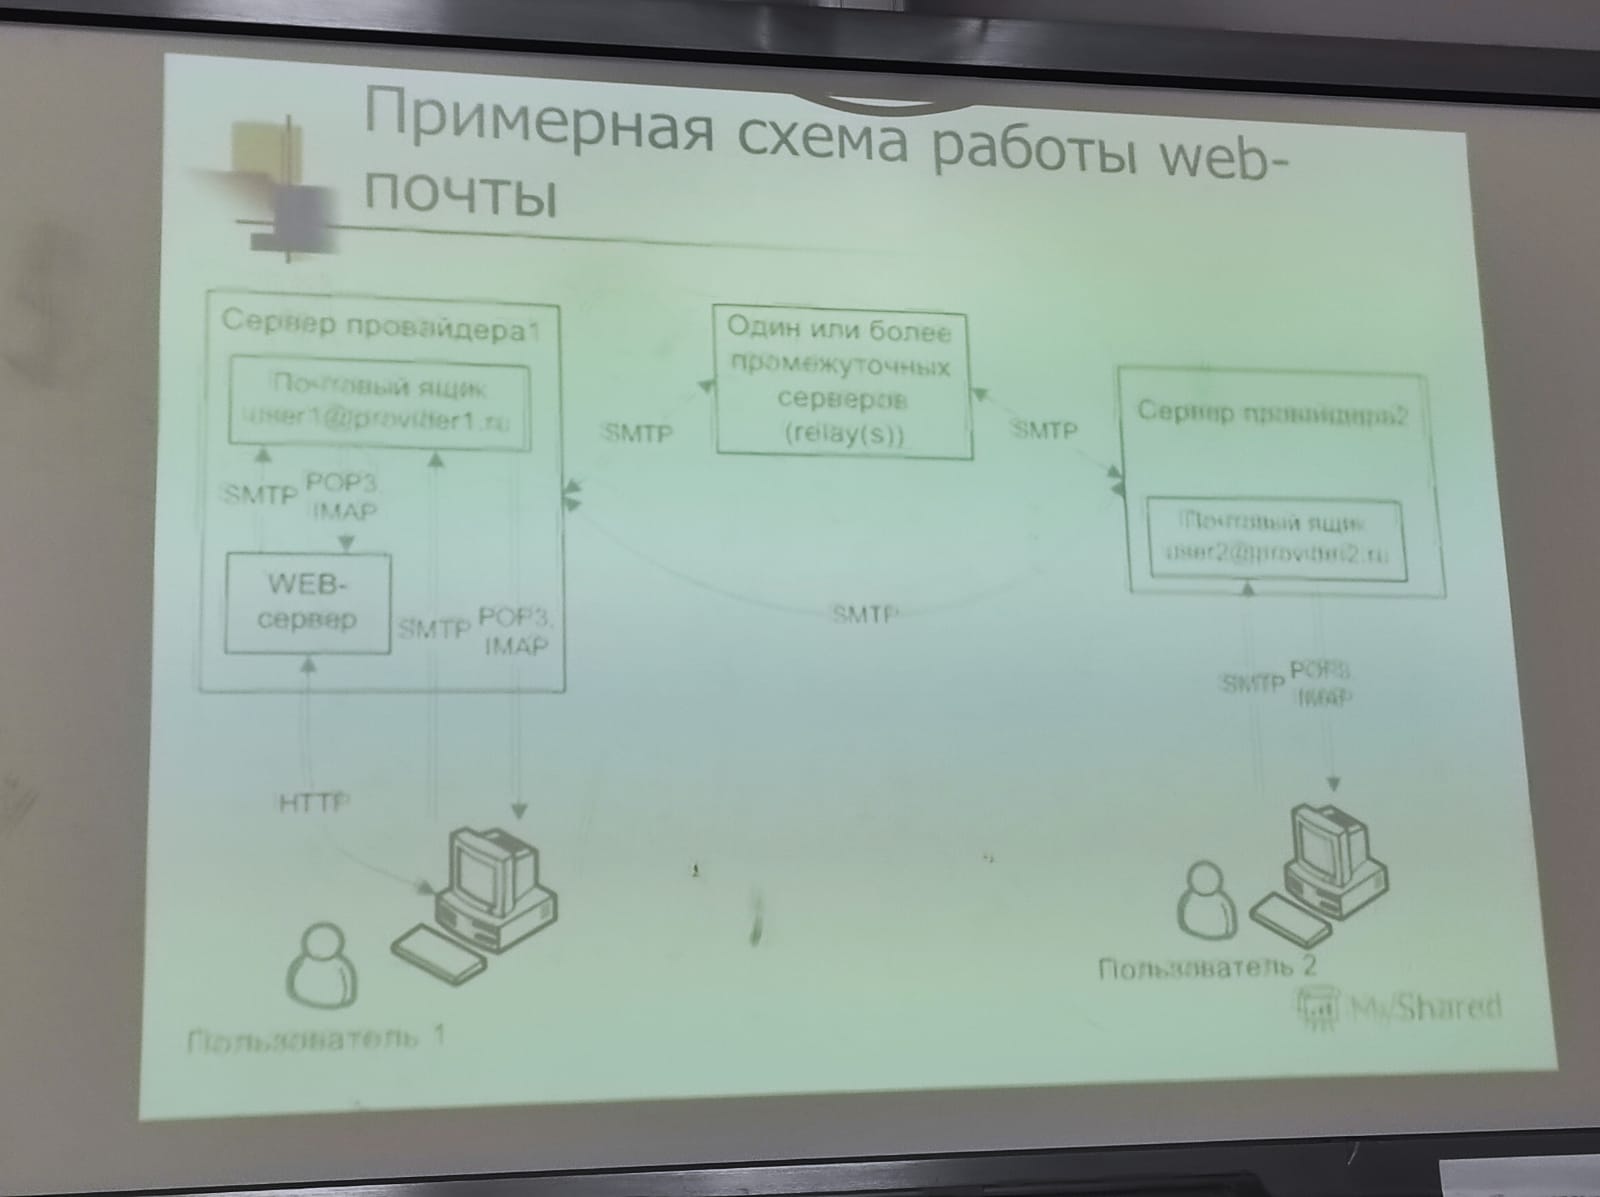 Примерная схема работы web-
почты
Сервер провайдера1
Почтовый ящик
user1@provider1.ru
SMTP
POP3,
IMAP
WEB-
сервер
SMTP
POP3,
IMAP
HTTP
Пользователь 1
SMTP
Один или более
промежуточных
серверов
(relay(s))
SMTP
SMTP
Сервер провайдера2
Почтовый ящик
user2@provider2.ru
SMTP
POP3,
IMAP
Пользователь 2
MyShared